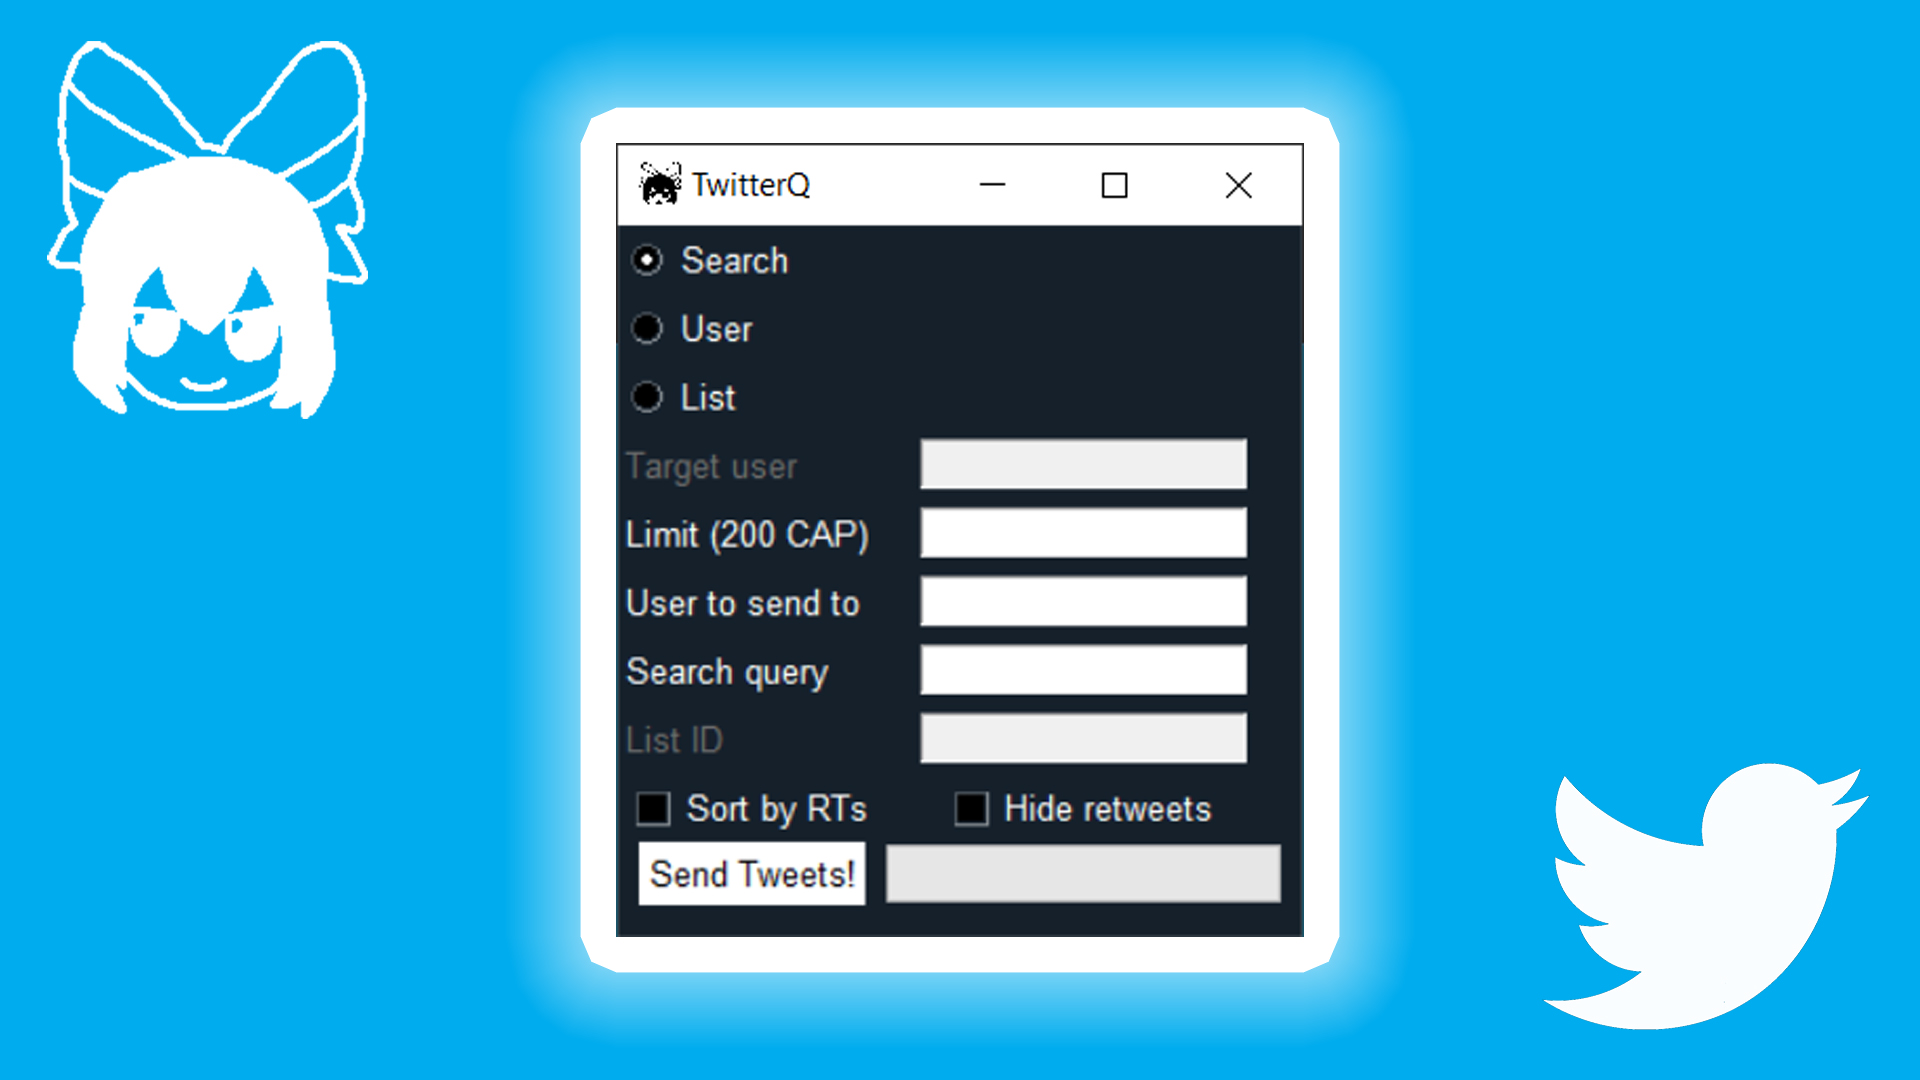 TwitterQ
Search
User
List
Target user
Limit (200 CAP)
User to send to
Search query
List ID
Sort by RTs Hide retweets
Send Tweets!